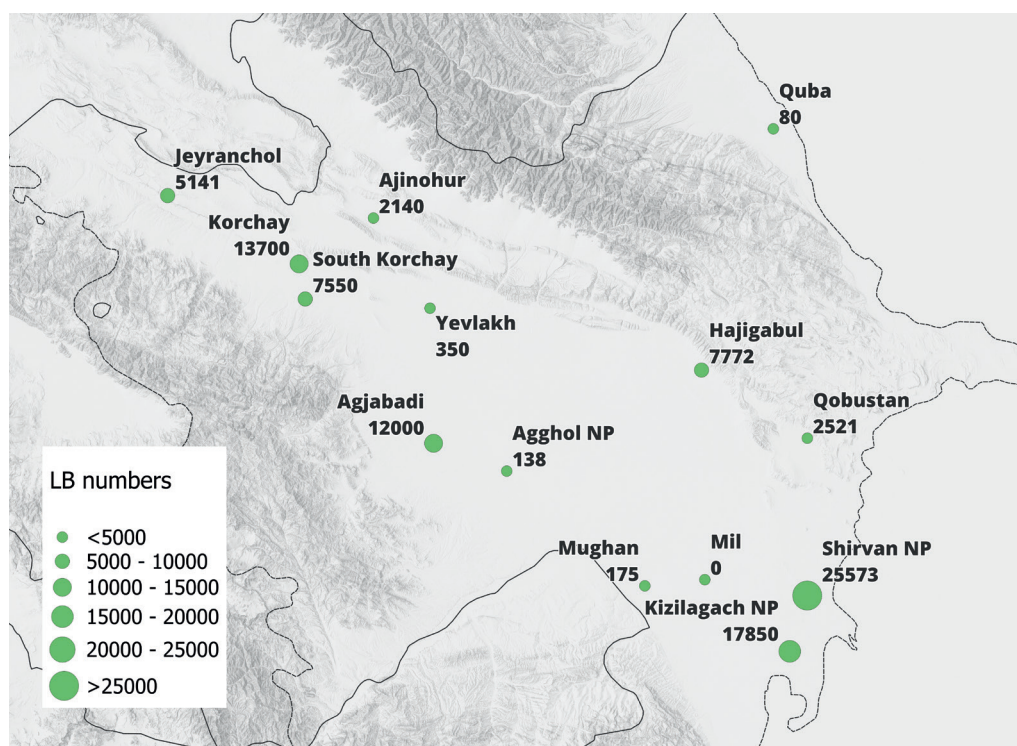 Quba
80
Jeyranchol
5141
Ajinohur
2140
Korchay
13700
South Korchay
7550
Yevlakh
350
Hajigabul
7772
Agjabadi
12000
Qobustan
2521
Agghol NP
138
Mughan
175
Mil
0
Shirvan NP
25573
Kizilagach NP
17850
LB numbers
<5000
5000 - 10000
10000 - 15000
15000 - 20000
20000 - 25000
>25000